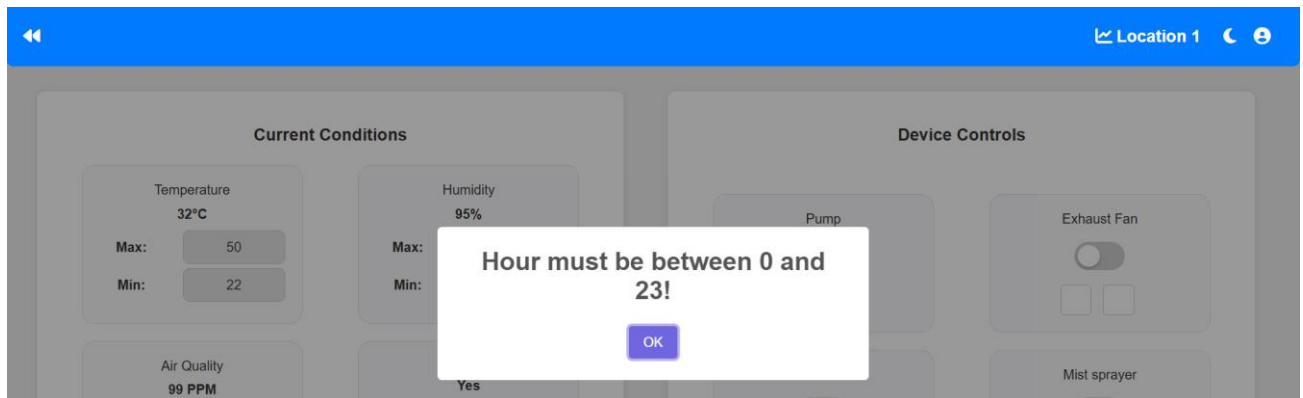 Location 1
Current Conditions
Temperature
32°C
Max: 50
Min: 22
Humidity
95%
Max:
Min:
Air Quality
99 PPM
Yes
Device Controls
Pump
Exhaust Fan
Mist sprayer
Hour must be between 0 and
23!
OK